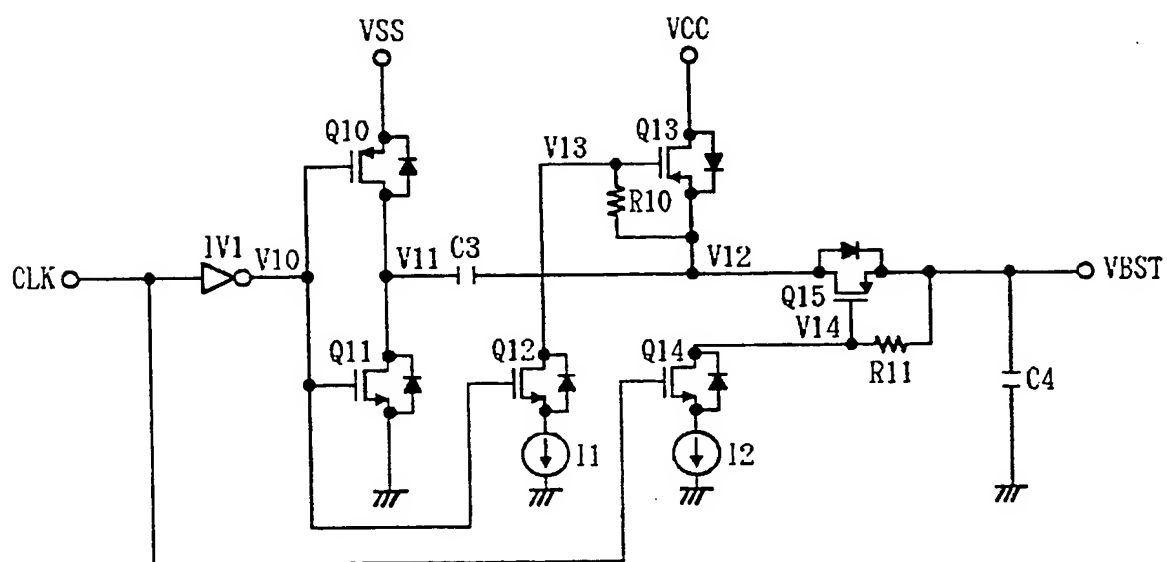 VSS
VCC
Q10
V13
Q13
R10
IV1
V10
V11
C3
V12
CLK
VBST
Q15
V14
Q11
Q12
Q14
R11
C4
I1
I2